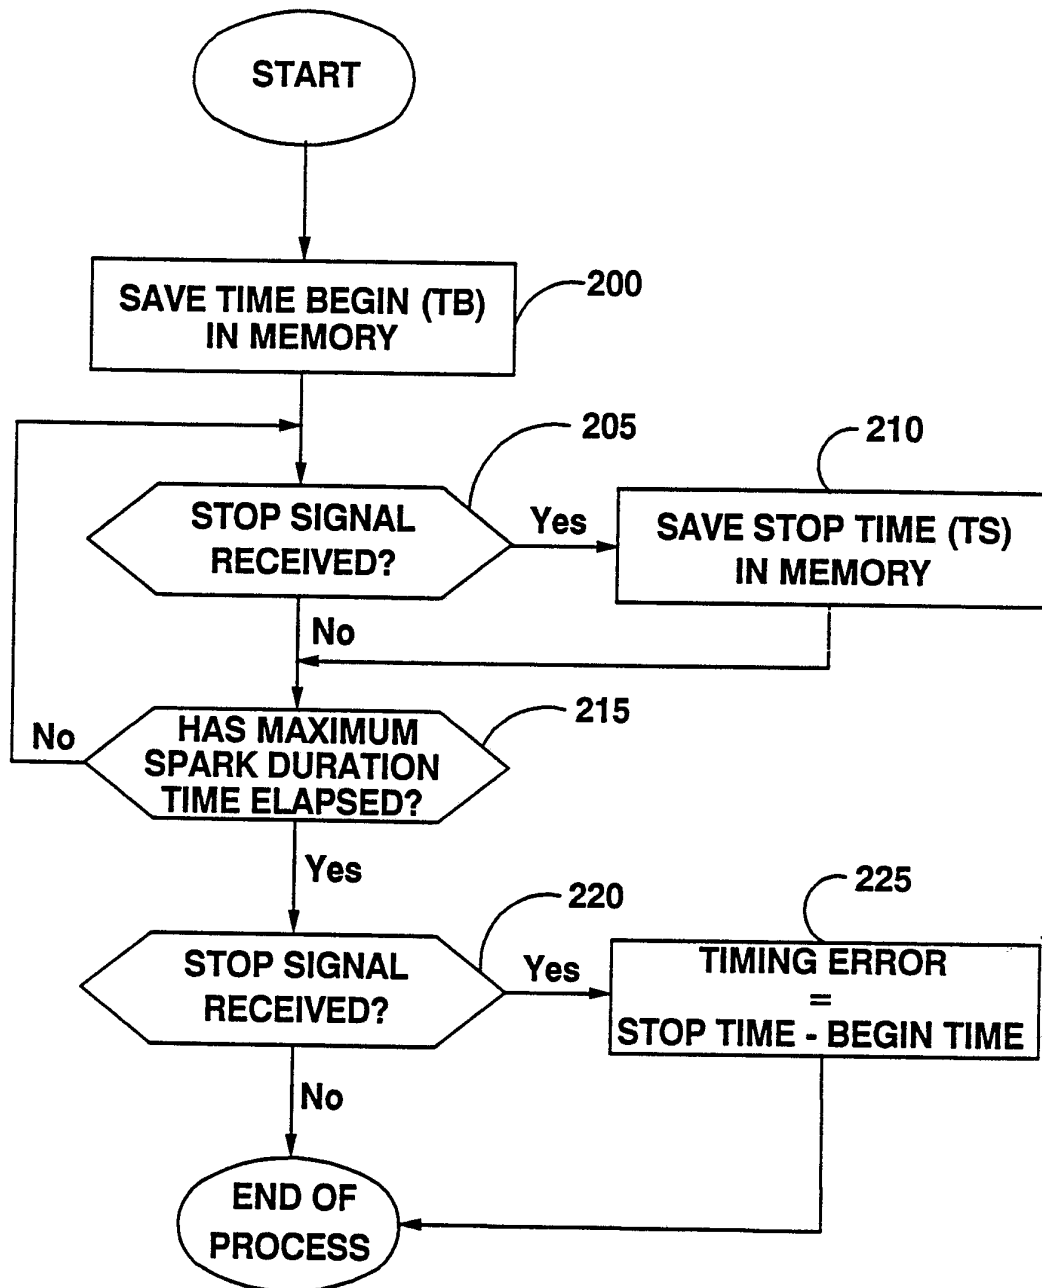 START
SAVE TIME BEGIN (TB)
IN MEMORY
200
205
210
STOP SIGNAL
RECEIVED?
Yes
SAVE STOP TIME (TS)
IN MEMORY
No
215
HAS MAXIMUM
SPARK DURATION
TIME ELAPSED?
No
Yes
220
225
STOP SIGNAL
RECEIVED?
Yes
TIMING ERROR
=
STOP TIME - BEGIN TIME
No
END OF
PROCESS